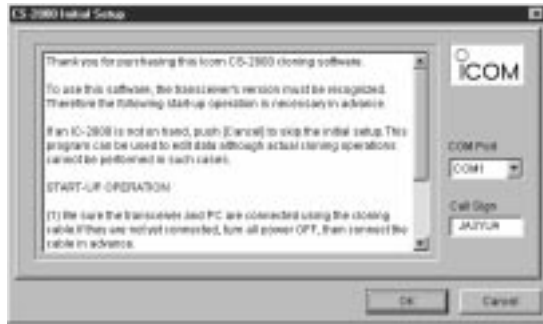 CS-2000 Initial Setup
Thank you for purchasing this Icom CS-2000 cloning software.
To use this software, the transceiver's version must be recognized.
Therefore the following start-up operation is necessary in advance.
If an IC-2000 is not on hand, push [Cancel] to skip the initial setup. This
program can be used to edit data although actual cloning operations
cannot be performed in such cases.
START-UP OPERATION
(1) Be sure the transceiver and PC are connected using the cloning
cable. If they are not yet connected, turn all power OFF, then connect the
cable in advance.
ICOM
COM Port
COM1
Call Sign
OK
Cancel